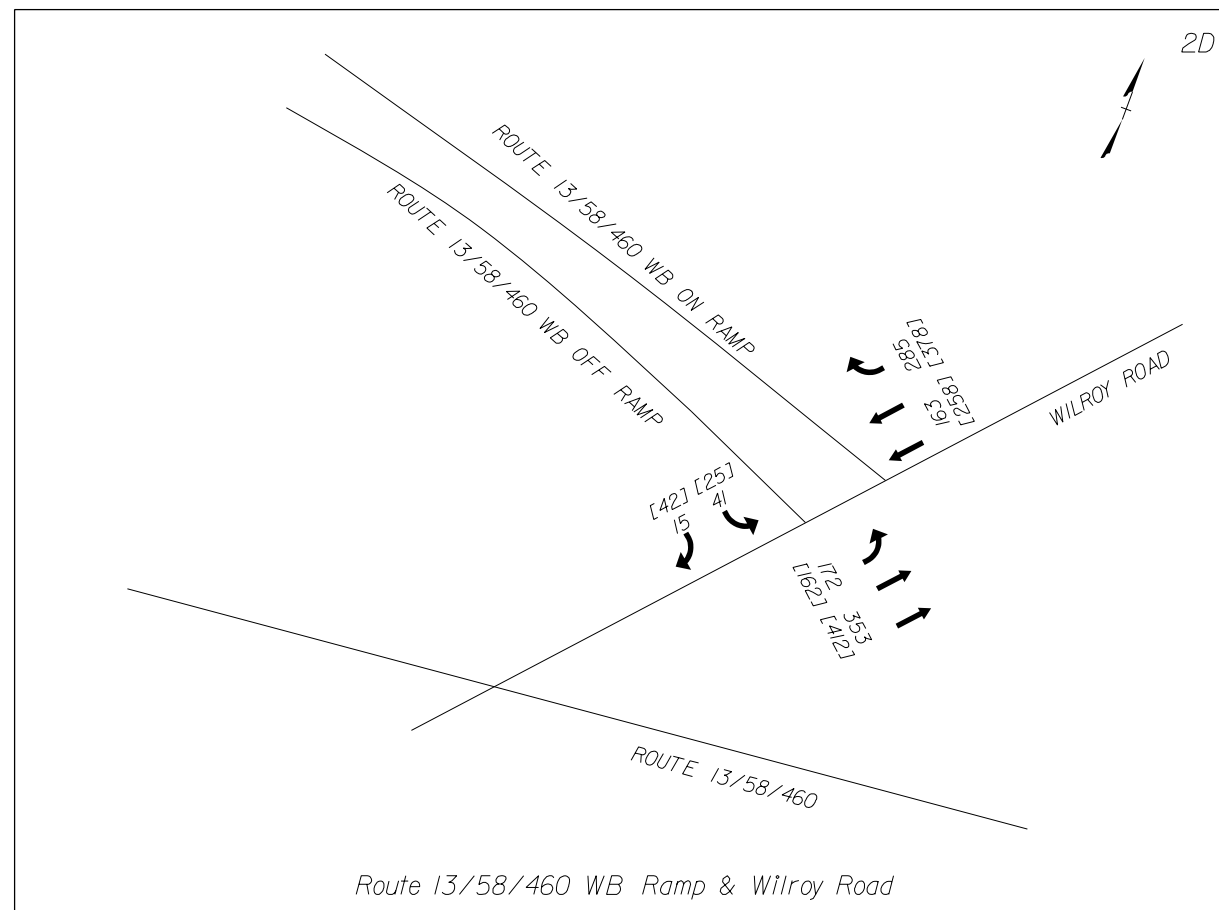 2D
ROUTE 13/58/460 WB ON RAMP
ROUTE 13/58/460 WB OFF RAMP
285 [378]
163 [258]
WILROY ROAD
[42] [25]
15 41
172 353
[162] [412]
ROUTE 13/58/460
Route 13/58/460 WB Ramp & Wilroy Road